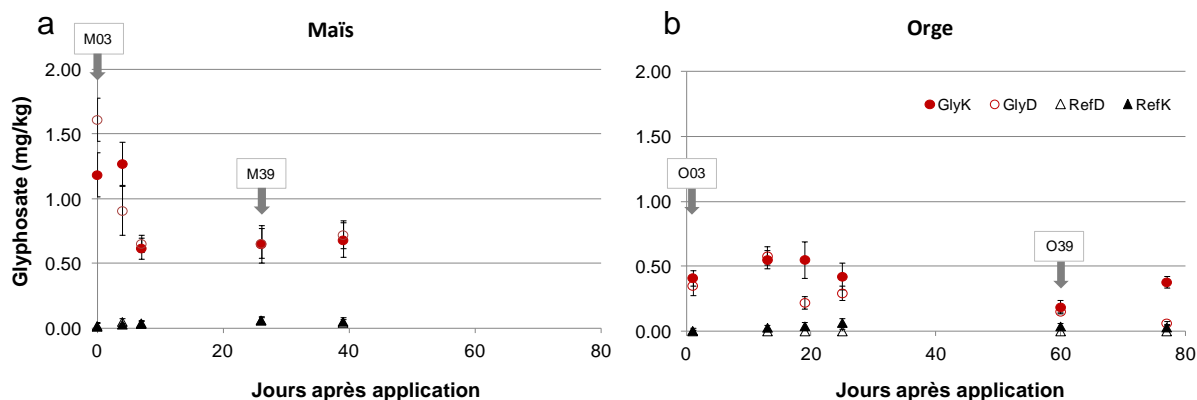 a
Maïs
M03
M39
Glyphosate (mg/kg)
2.00
1.50
1.00
0.50
0.00
0 20 40 60 80
Jours après application
b
Orge
GlyK GlyD RefD RefK
O03
O39
2.00
1.50
1.00
0.50
0.00
0 20 40 60 80
Jours après application